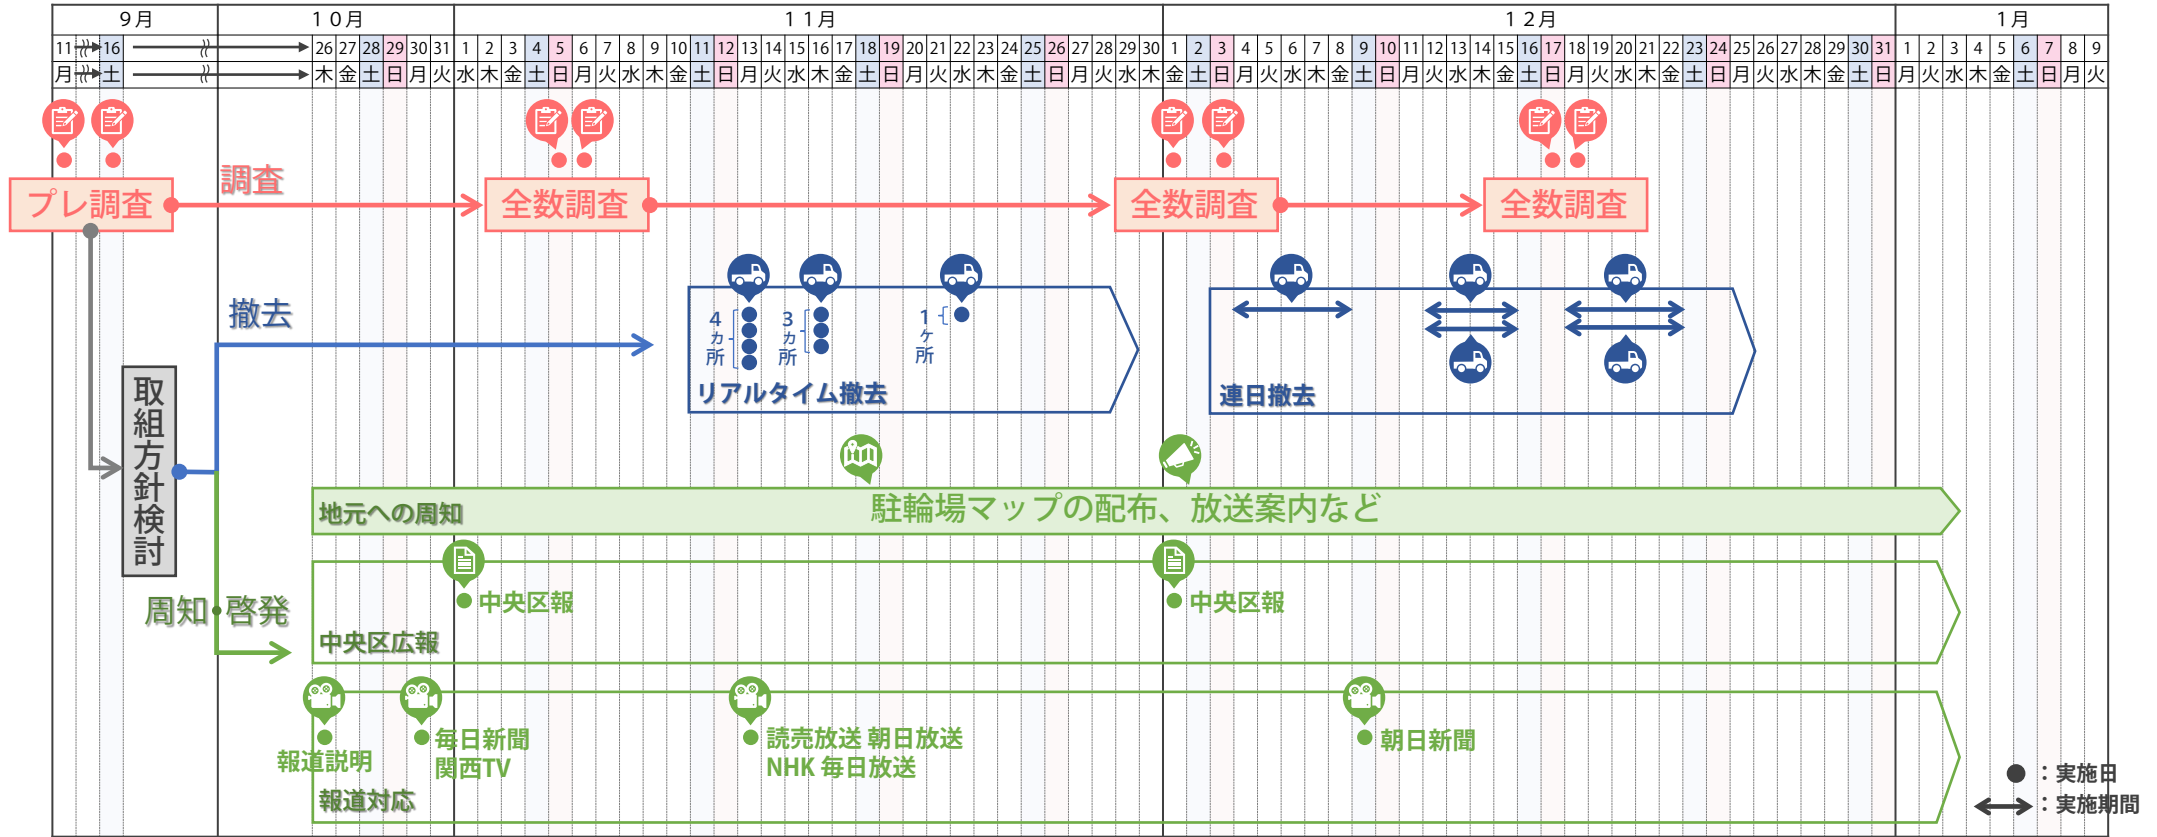 9月 10月 11月 12月 1月
11 16 26 27 28 29 30 31 1 2 3 4 5 6 7 8 9 10 11 12 13 14 15 16 17 18 19 20 21 22 23 24 25 26 27 28 29 30 1 2 3 4 5 6 7 8 9 10 11 12 13 14 15 16 17 18 19 20 21 22 23 24 25 26 27 28 29 30 31 1 2 3 4 5 6 7 8 9
月 土 木 金 土 日 月 火 水 木 金 土 日 月 火 水 木 金 土 日 月 火 水 木 金 土 日 月 火 水 木 金 土 日 月 火 水 木 金 土 日 月 火 水 木 金 土 日 月 火 水 木 金 土 日 月 火 水 木 金 土 日 月 火 水 木 金 土 日 月 火 水 木 金 土 日 月 火
調査
プレ調査 全数調査 全数調査 全数調査
撤去
4ヵ所 3ヵ所 1ケ所
リアルタイム撤去 連日撤去
取組方針検討
地元への周知 駐輪場マップの配布、放送案内など
周知・啓発
中央区報 中央区報
中央区広報
報道説明
毎日新聞
関西TV
読売放送 朝日放送
NHK 毎日放送
朝日新聞
報道対応
：実施日
：実施期間